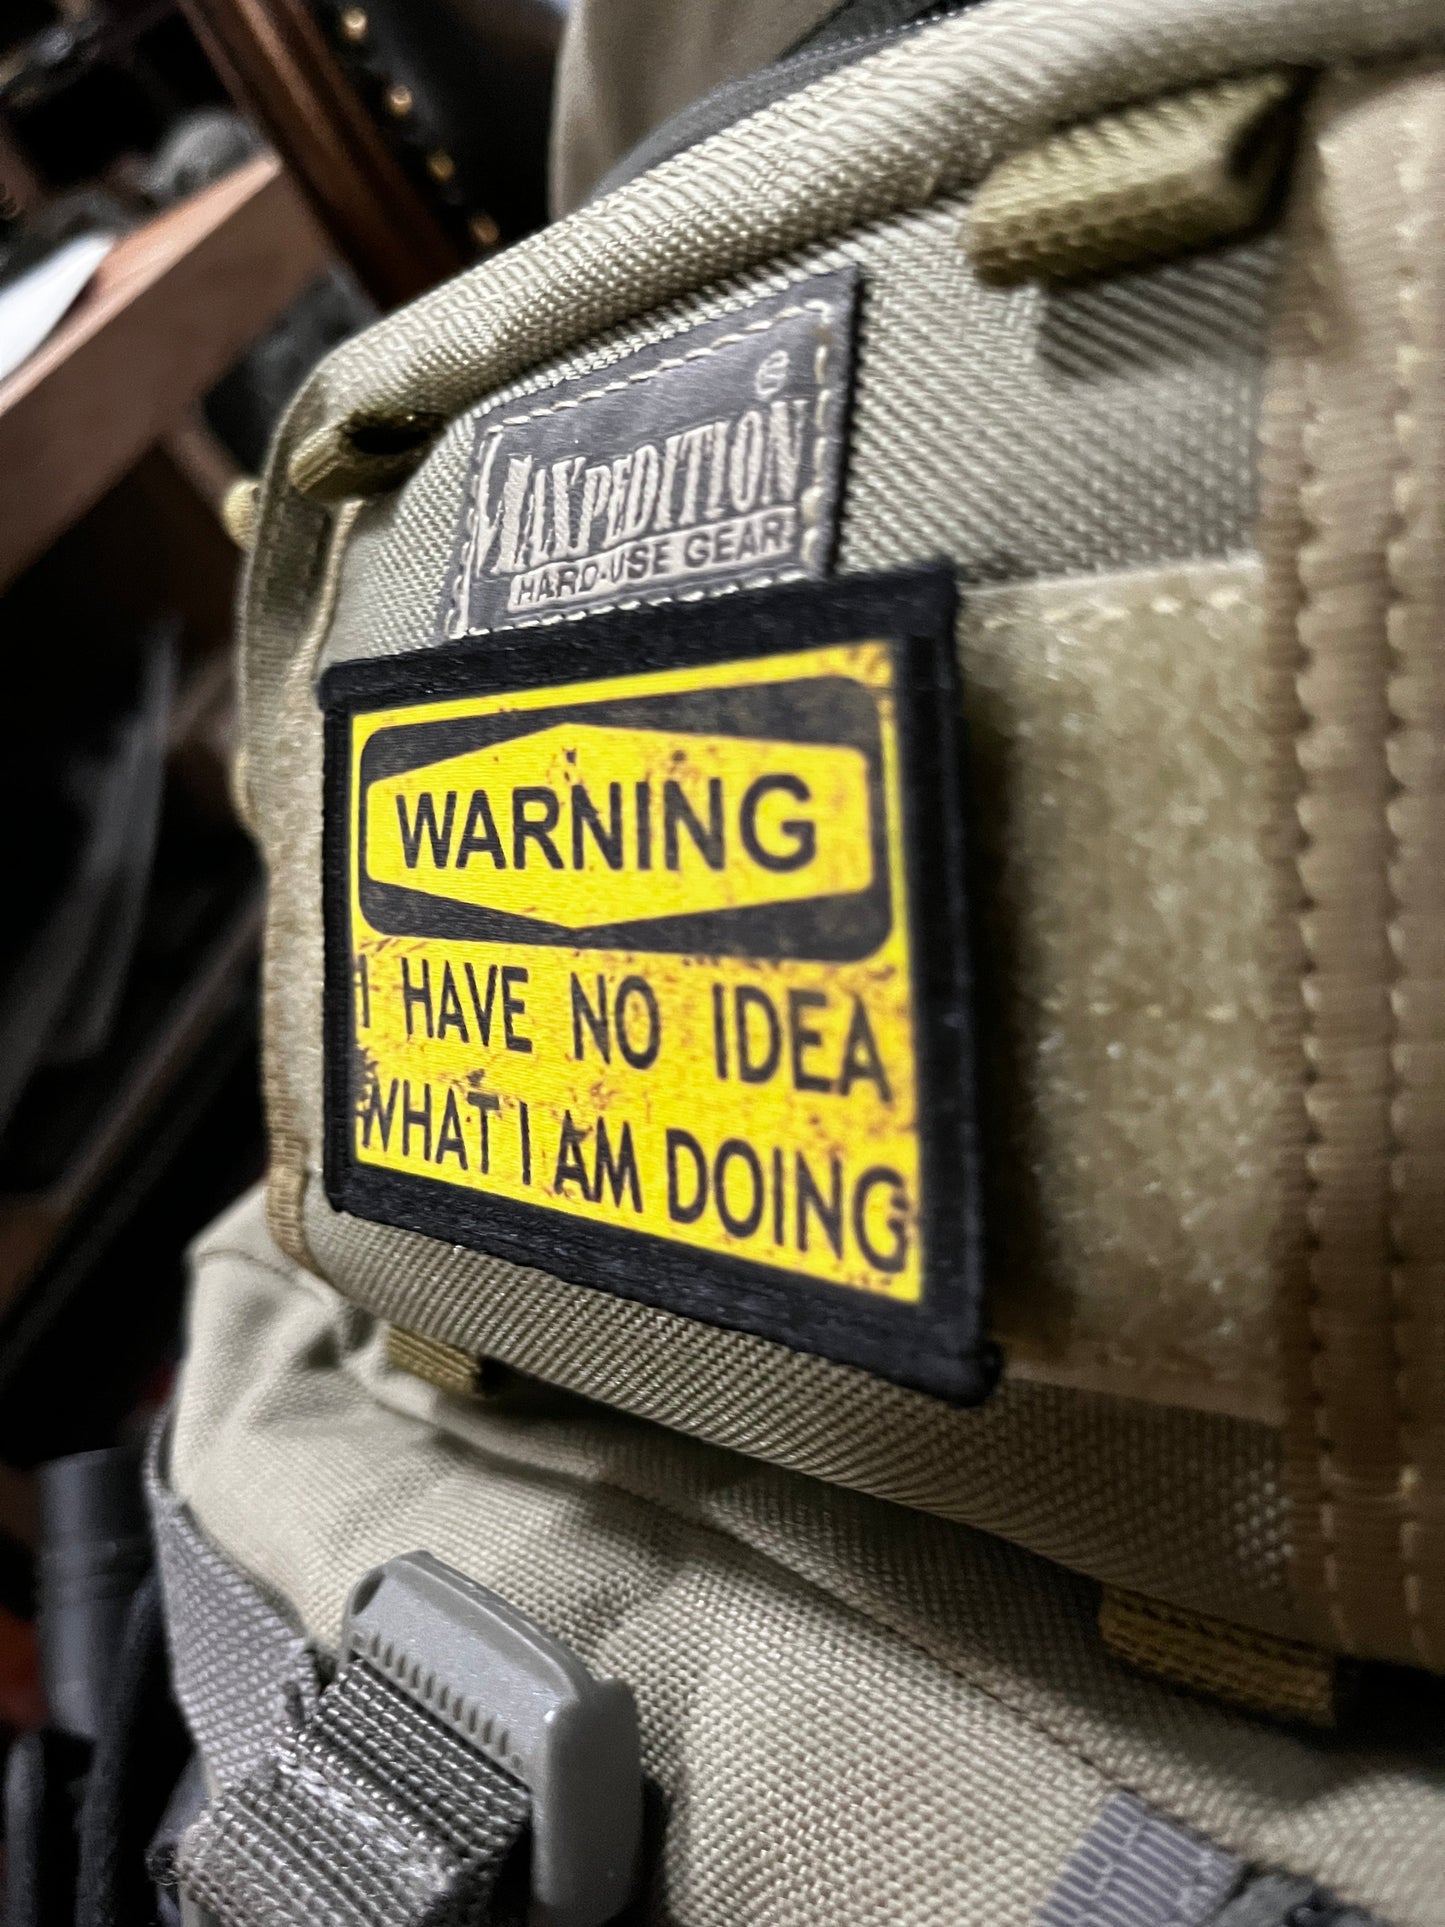 MAXPEDITION
HARD-USE GEAR
WARNING
I HAVE NO IDEA
WHAT I AM DOING